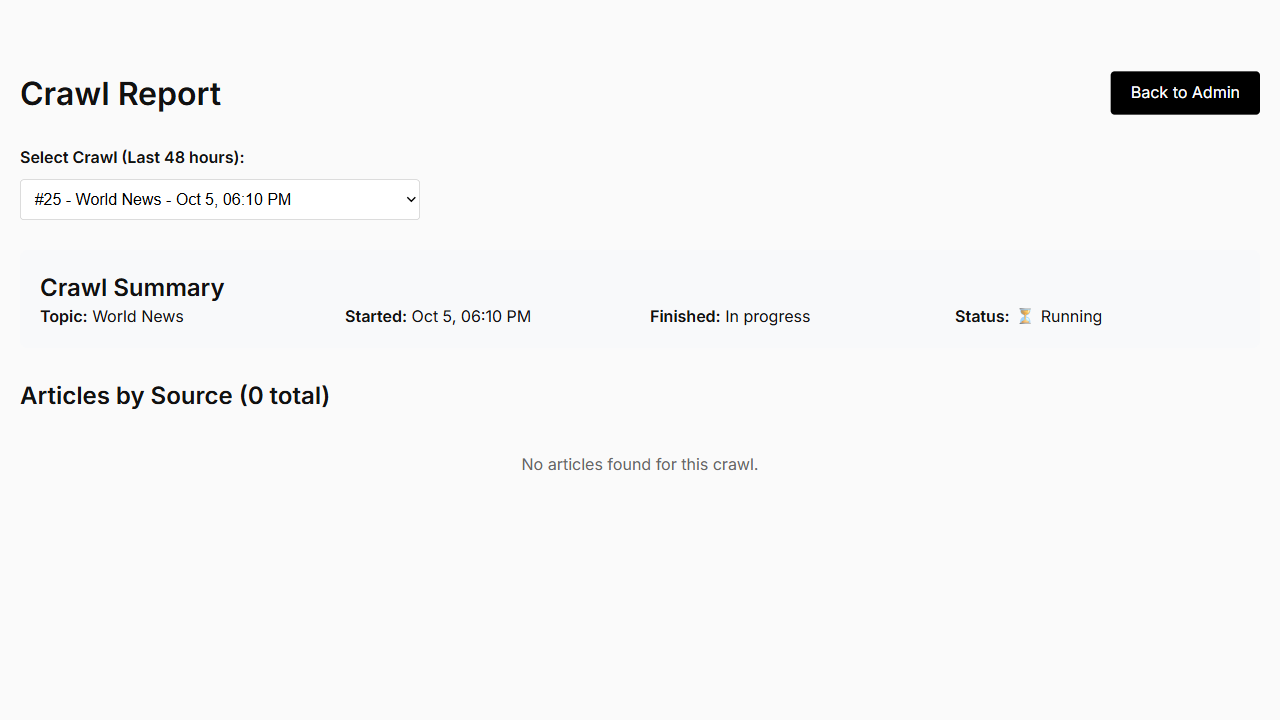 Crawl Report
Back to Admin
Select Crawl (Last 48 hours):
#25 - World News - Oct 5, 06:10 PM
Crawl Summary
Topic: World News
Started: Oct 5, 06:10 PM
Finished: In progress
Status: ⏳ Running
Articles by Source (0 total)
No articles found for this crawl.